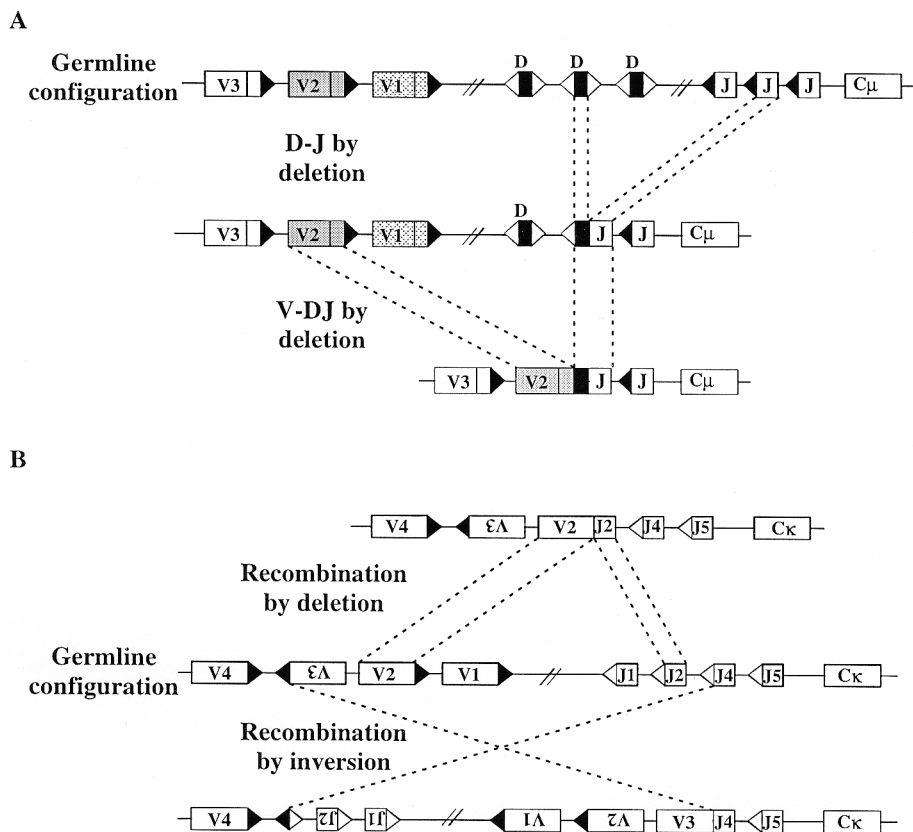 A
Germline configuration
D D D
V3 V2 V1 J J J Cμ
D-J by deletion
D
V3 V2 V1 J J Cμ
V-DJ by deletion
V3 V2 J J Cμ
B
V4 V3 V2 J2 J4 J5 Cκ
Recombination by deletion
Germline configuration
V4 V3 V2 V1 J1 J2 J4 J5 Cκ
Recombination by inversion
V4 J2 J1 V1 V2 V3 J4 J5 Cκ